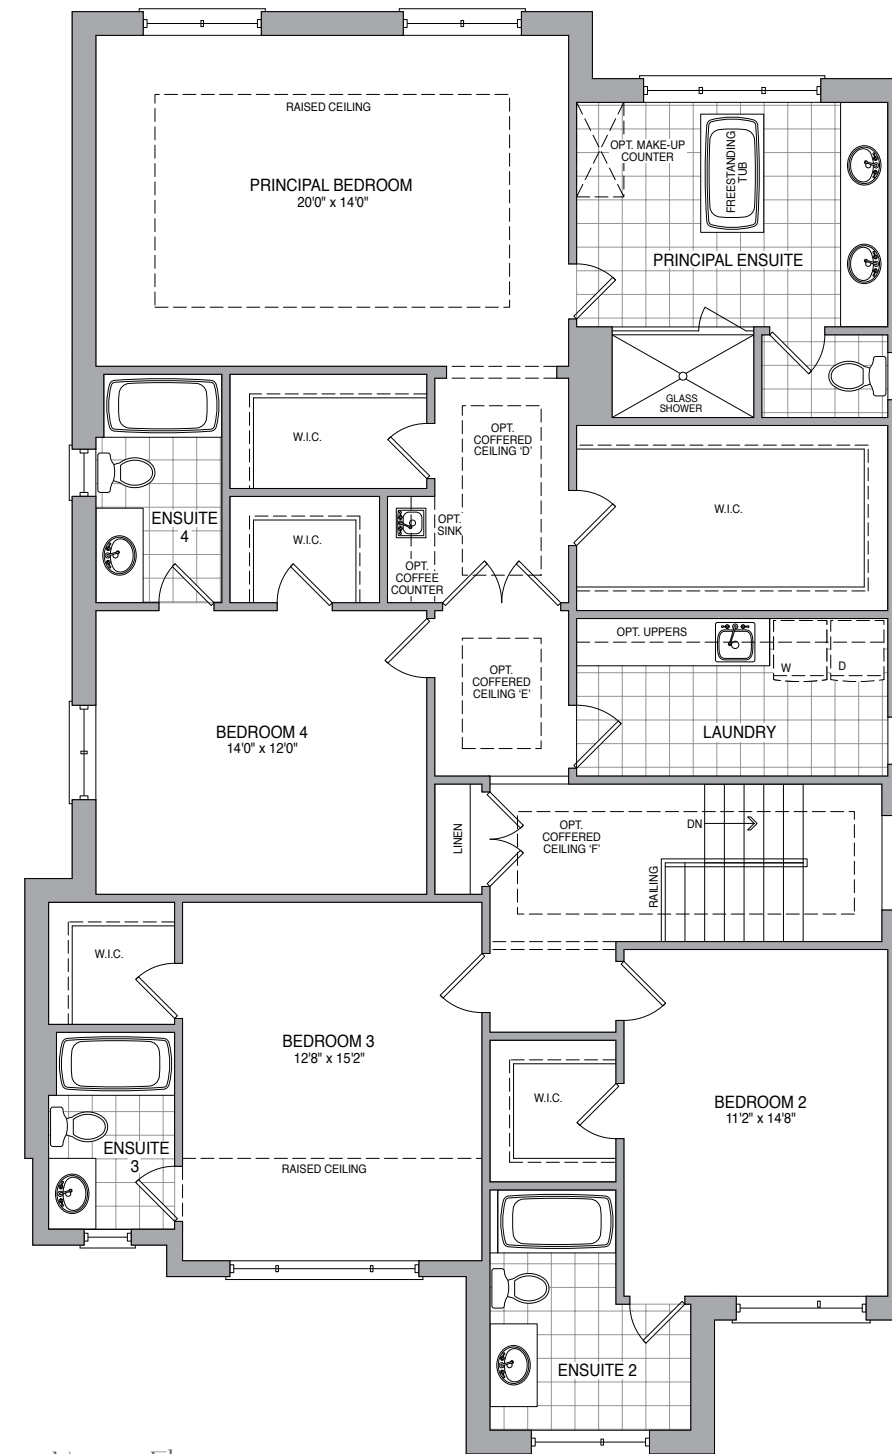 RAISED CEILING
PRINCIPAL BEDROOM
20'0" x 14'0"
OPT. MAKE-UP
COUNTER
FREESTANDING
TUB
PRINCIPAL ENSUITE
GLASS
SHOWER
W.I.C.
OPT.
COFFERED
CEILING 'D'
W.I.C.
ENSUITE
4
W.I.C.
OPT.
SINK
OPT.
COFFEE
COUNTER
OPT. UPPERS
W
D
LAUNDRY
OPT.
COFFERED
CEILING 'E'
BEDROOM 4
14'0" x 12'0"
LINEN
OPT.
COFFERED
CEILING 'F'
DN
RAILING
W.I.C.
BEDROOM 3
12'8" x 15'2"
W.I.C.
BEDROOM 2
11'2" x 14'8"
ENSUITE
3
RAISED CEILING
ENSUITE 2